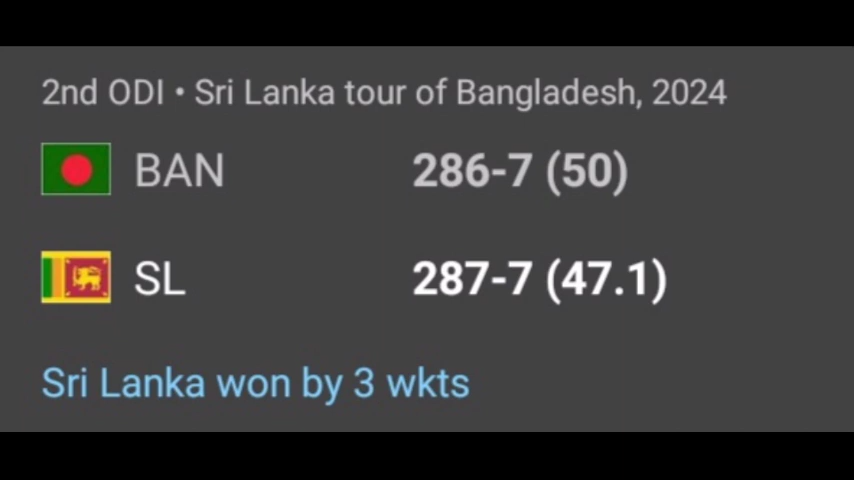 2nd ODI • Sri Lanka tour of Bangladesh, 2024
BAN 286-7 (50)
SL 287-7 (47.1)
Sri Lanka won by 3 wkts